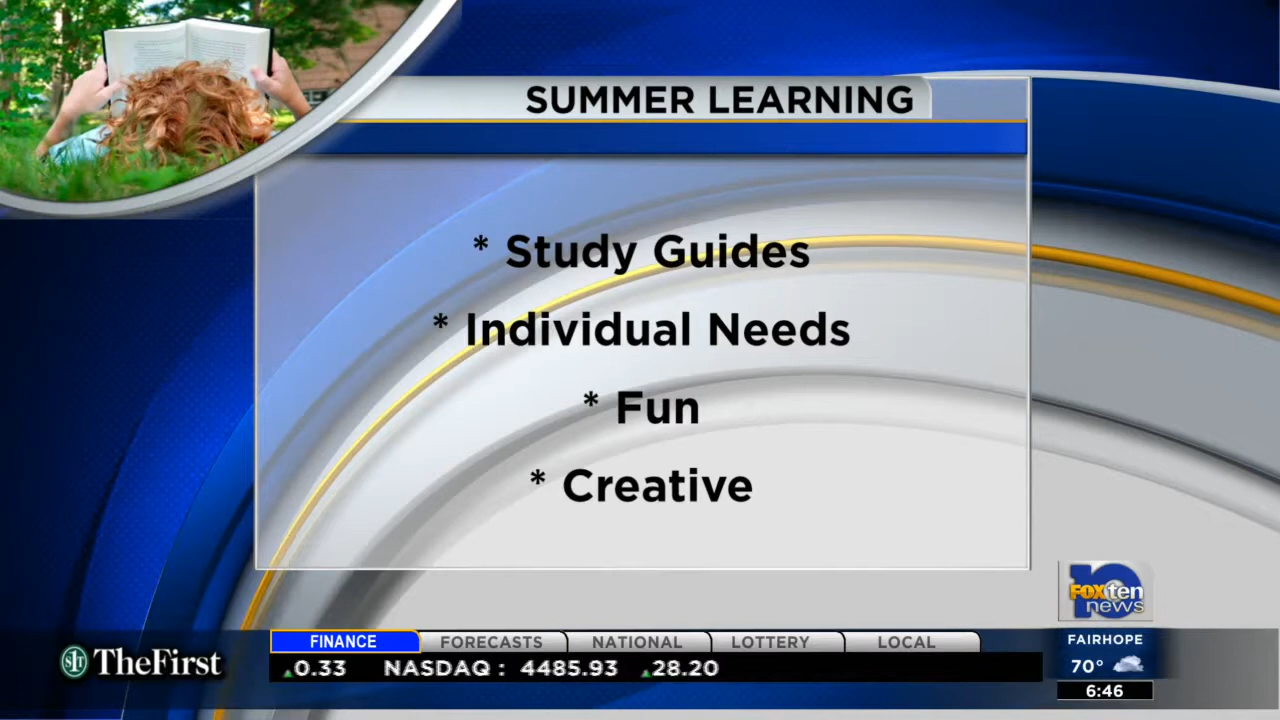 SUMMER LEARNING
* Study Guides
* Individual Needs
* Fun
* Creative
FOX ten
10
news
TheFirst
FINANCE FORECASTS NATIONAL LOTTERY LOCAL
▲0.33 NASDAQ : 4485.93 ▲28.20
FAIRHOPE
70°
6:46